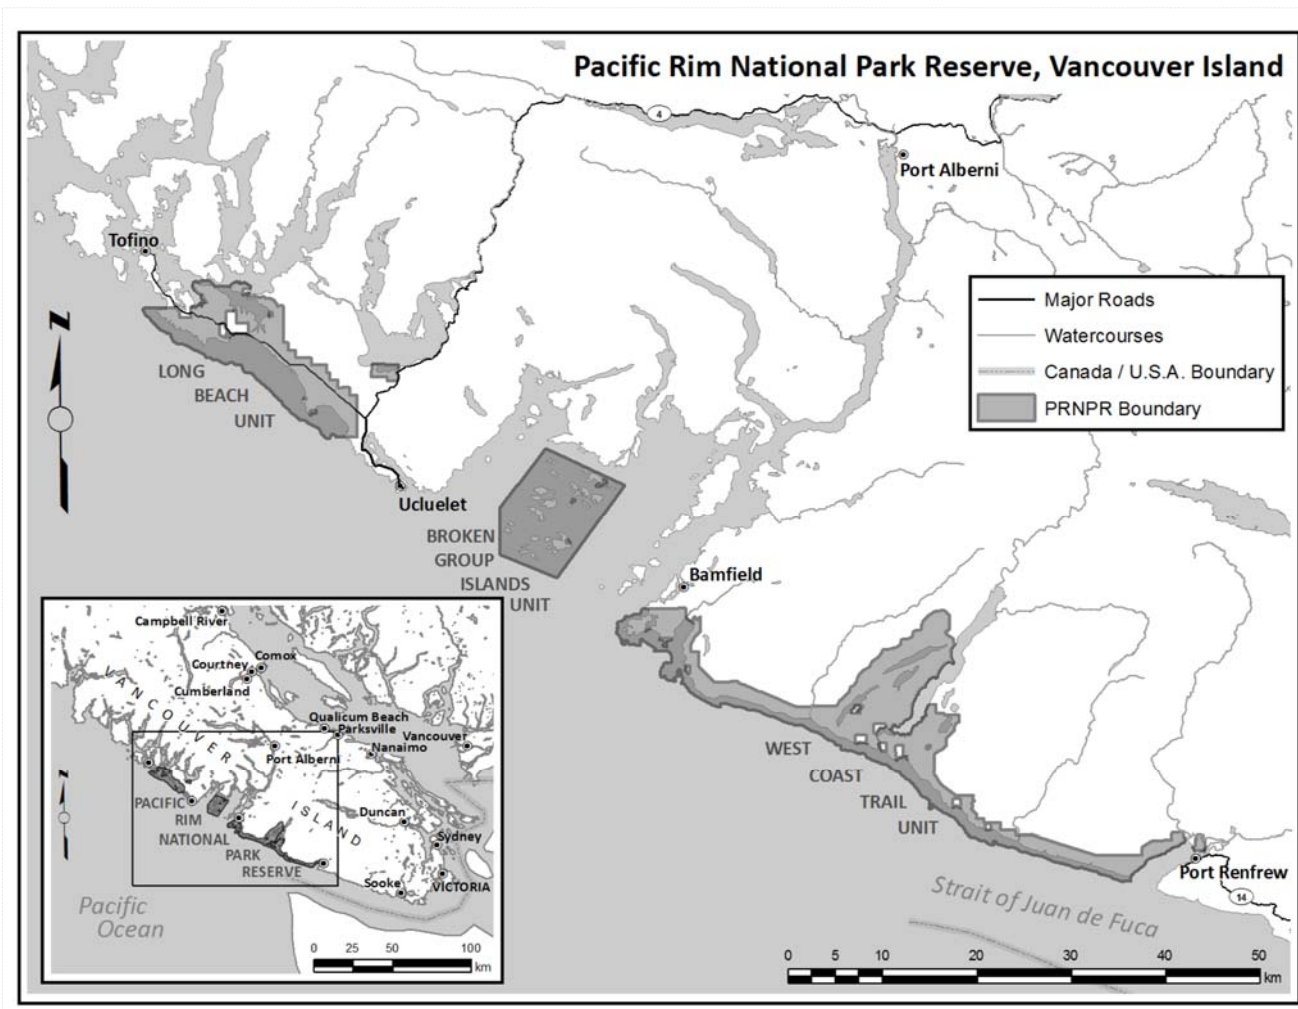 Pacific Rim National Park Reserve, Vancouver Island
4
Port Alberni
Tofino
Major Roads
Watercourses
Canada / U.S.A. Boundary
PRNPR Boundary
N
LONG
BEACH
UNIT
Ucluelet
BROKEN
GROUP
ISLANDS
UNIT
Bamfield
WEST
COAST
TRAIL
UNIT
Port Renfrew
14
Strait of Juan de Fuca
0 5 10 20 30 40 50
km
Campbell River
Courtney
Comox
Cumberland
VANCOUVER
ISLAND
Qualicum Beach
Parksville
Vancouver
Nanaimo
Port Alberni
N
PACIFIC
RIM
NATIONAL
PARK
RESERVE
Duncan
Sydney
Sooke
VICTORIA
Pacific
Ocean
0 25 50 100
km